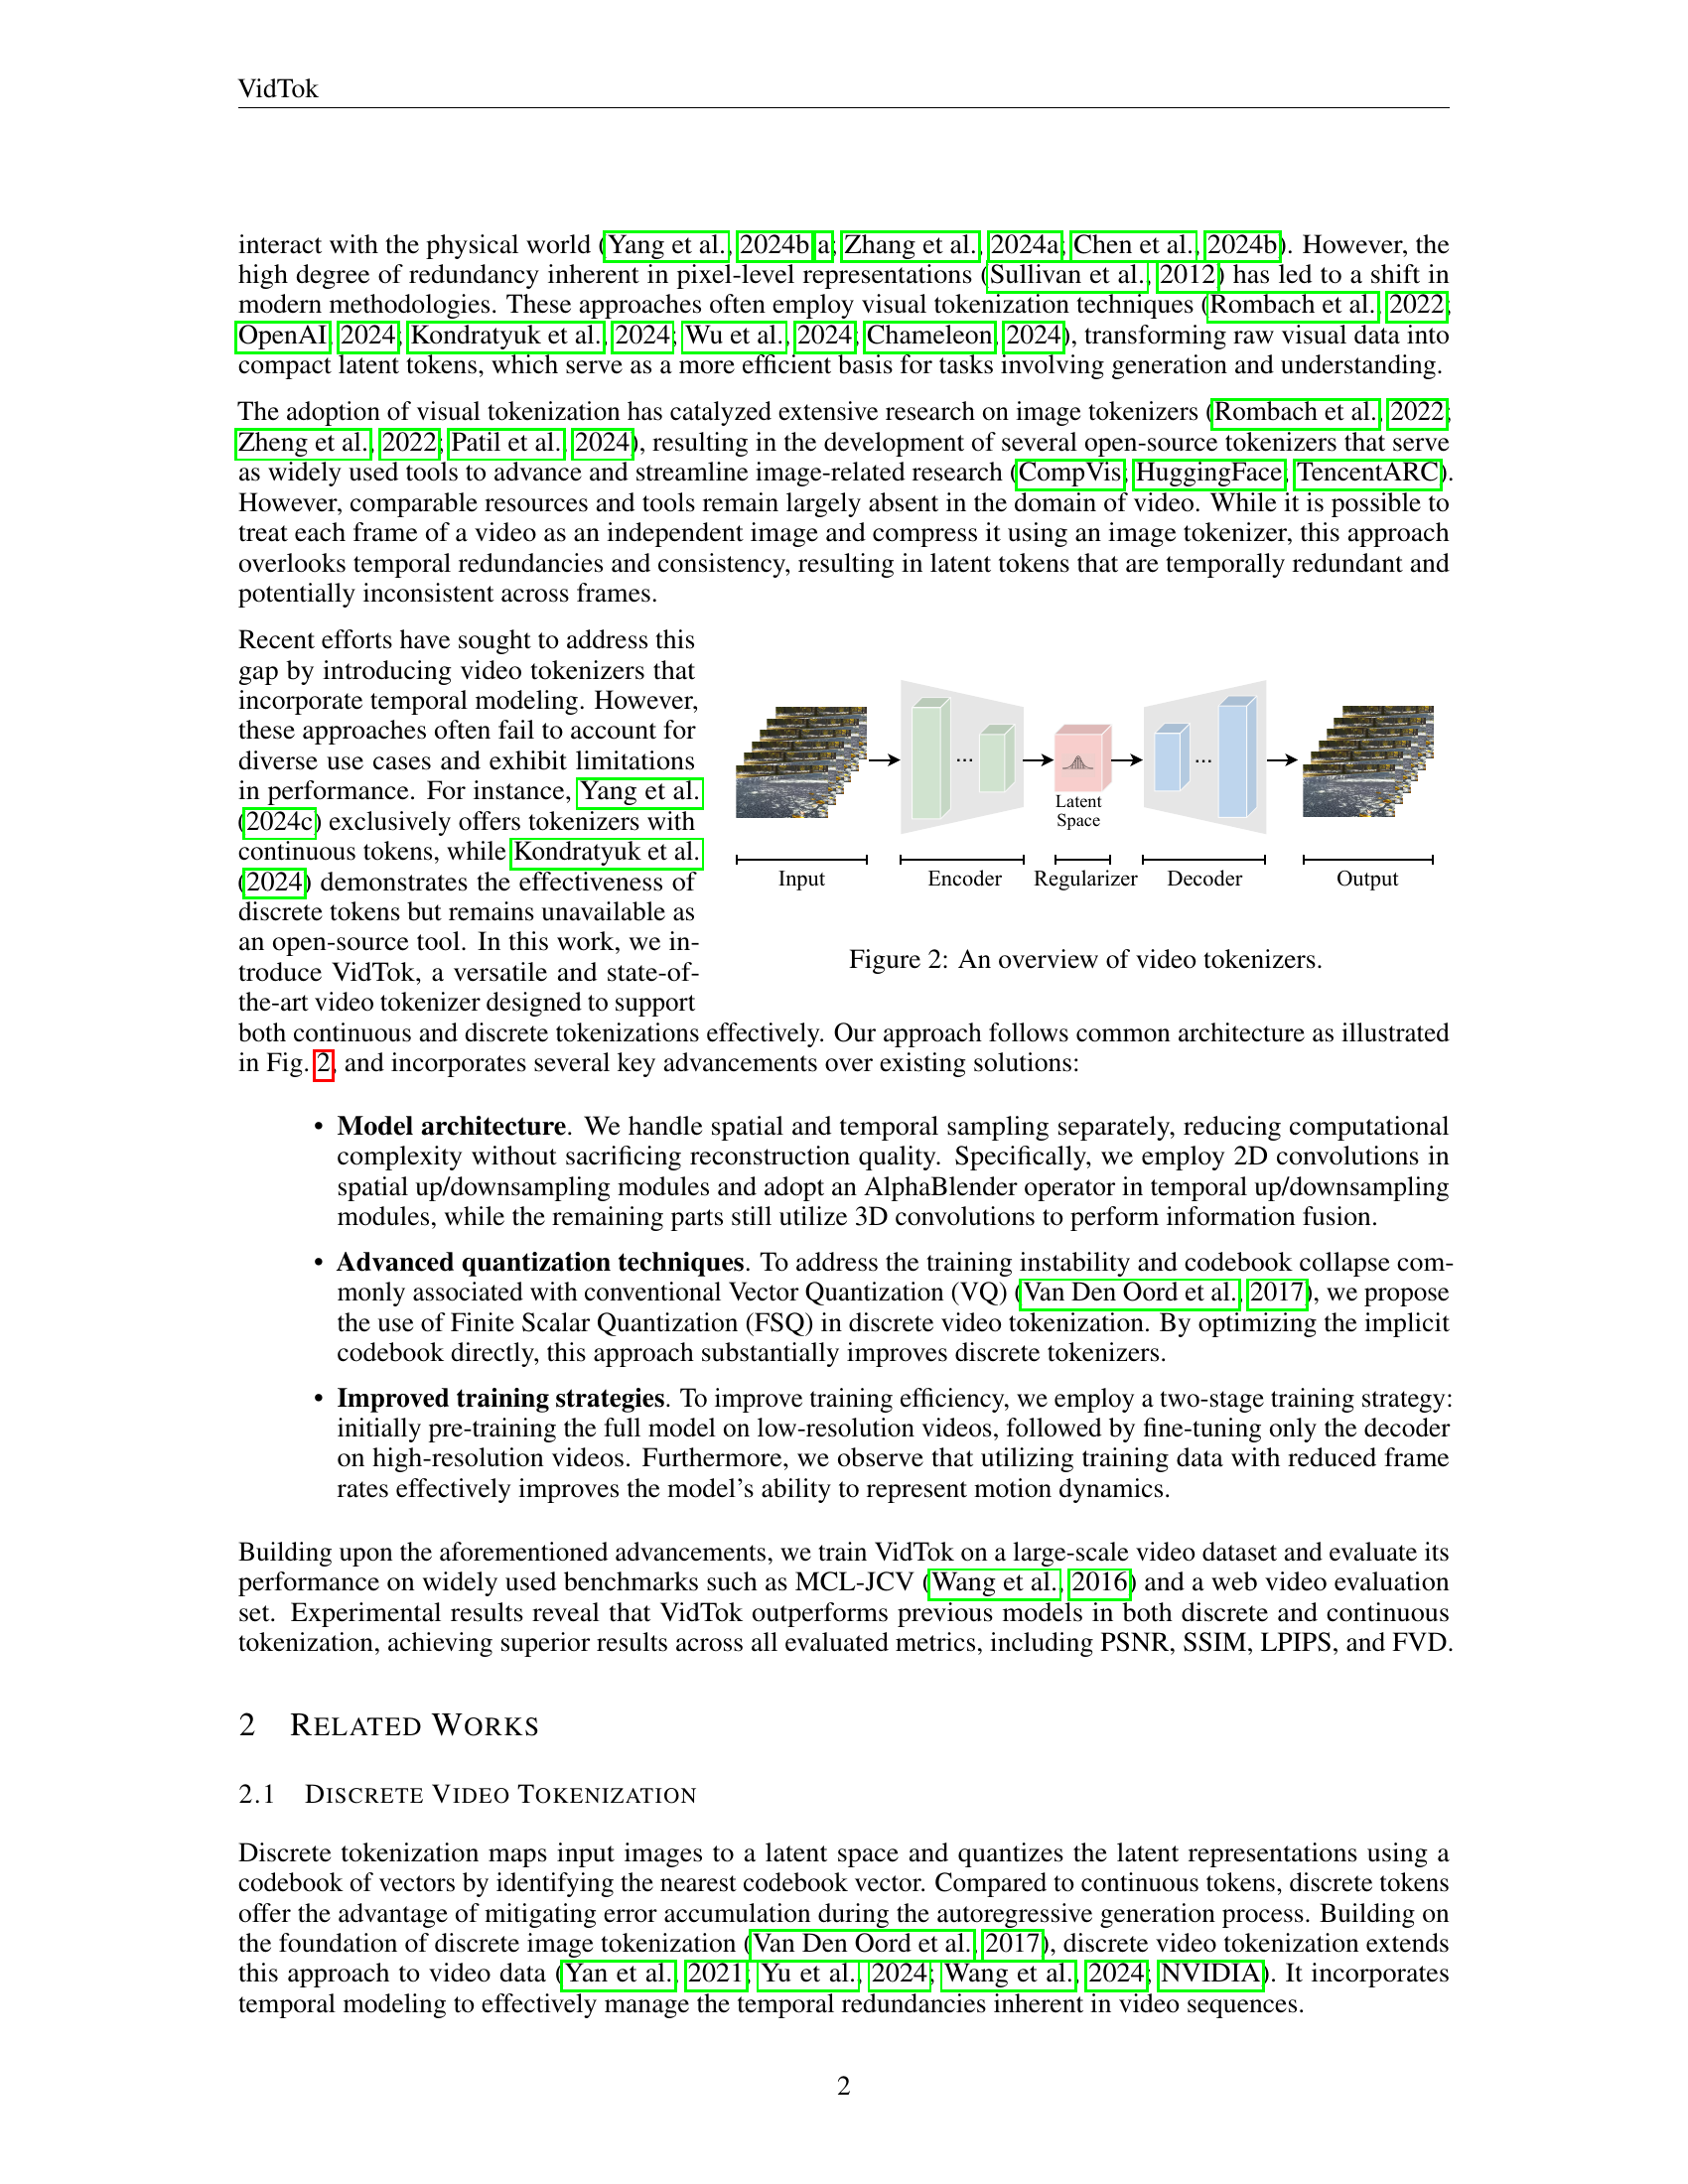 VidTok
interact with the physical world (Yang et al., 2024b;a; Zhang et al., 2024a; Chen et al., 2024b). However, the
high degree of redundancy inherent in pixel-level representations (Sullivan et al., 2012) has led to a shift in
modern methodologies. These approaches often employ visual tokenization techniques (Rombach et al., 2022;
OpenAI, 2024; Kondratyuk et al., 2024; Wu et al., 2024; Chameleon, 2024), transforming raw visual data into
compact latent tokens, which serve as a more efficient basis for tasks involving generation and understanding.
The adoption of visual tokenization has catalyzed extensive research on image tokenizers (Rombach et al., 2022;
Zheng et al., 2022; Patil et al., 2024), resulting in the development of several open-source tokenizers that serve
as widely used tools to advance and streamline image-related research (CompVis; HuggingFace; TencentARC).
However, comparable resources and tools remain largely absent in the domain of video. While it is possible to
treat each frame of a video as an independent image and compress it using an image tokenizer, this approach
overlooks temporal redundancies and consistency, resulting in latent tokens that are temporally redundant and
potentially inconsistent across frames.
Recent efforts have sought to address this
gap by introducing video tokenizers that
incorporate temporal modeling. However,
these approaches often fail to account for
diverse use cases and exhibit limitations
in performance. For instance, Yang et al.
(2024c) exclusively offers tokenizers with
continuous tokens, while Kondratyuk et al.
(2024) demonstrates the effectiveness of
discrete tokens but remains unavailable as
an open-source tool. In this work, we in-
troduce VidTok, a versatile and state-of-
the-art video tokenizer designed to support
both continuous and discrete tokenizations effectively. Our approach follows common architecture as illustrated
in Fig. 2, and incorporates several key advancements over existing solutions:
... ...
Latent
Space
Input Encoder Regularizer Decoder Output
Figure 2: An overview of video tokenizers.
• Model architecture. We handle spatial and temporal sampling separately, reducing computational
complexity without sacrificing reconstruction quality. Specifically, we employ 2D convolutions in
spatial up/downsampling modules and adopt an AlphaBlender operator in temporal up/downsampling
modules, while the remaining parts still utilize 3D convolutions to perform information fusion.
• Advanced quantization techniques. To address the training instability and codebook collapse com-
monly associated with conventional Vector Quantization (VQ) (Van Den Oord et al., 2017), we propose
the use of Finite Scalar Quantization (FSQ) in discrete video tokenization. By optimizing the implicit
codebook directly, this approach substantially improves discrete tokenizers.
• Improved training strategies. To improve training efficiency, we employ a two-stage training strategy:
initially pre-training the full model on low-resolution videos, followed by fine-tuning only the decoder
on high-resolution videos. Furthermore, we observe that utilizing training data with reduced frame
rates effectively improves the model's ability to represent motion dynamics.
Building upon the aforementioned advancements, we train VidTok on a large-scale video dataset and evaluate its
performance on widely used benchmarks such as MCL-JCV (Wang et al., 2016) and a web video evaluation
set. Experimental results reveal that VidTok outperforms previous models in both discrete and continuous
tokenization, achieving superior results across all evaluated metrics, including PSNR, SSIM, LPIPS, and FVD.
2 RELATED WORKS
2.1 DISCRETE VIDEO TOKENIZATION
Discrete tokenization maps input images to a latent space and quantizes the latent representations using a
codebook of vectors by identifying the nearest codebook vector. Compared to continuous tokens, discrete tokens
offer the advantage of mitigating error accumulation during the autoregressive generation process. Building on
the foundation of discrete image tokenization (Van Den Oord et al., 2017), discrete video tokenization extends
this approach to video data (Yan et al., 2021; Yu et al., 2024; Wang et al., 2024; NVIDIA). It incorporates
temporal modeling to effectively manage the temporal redundancies inherent in video sequences.
2